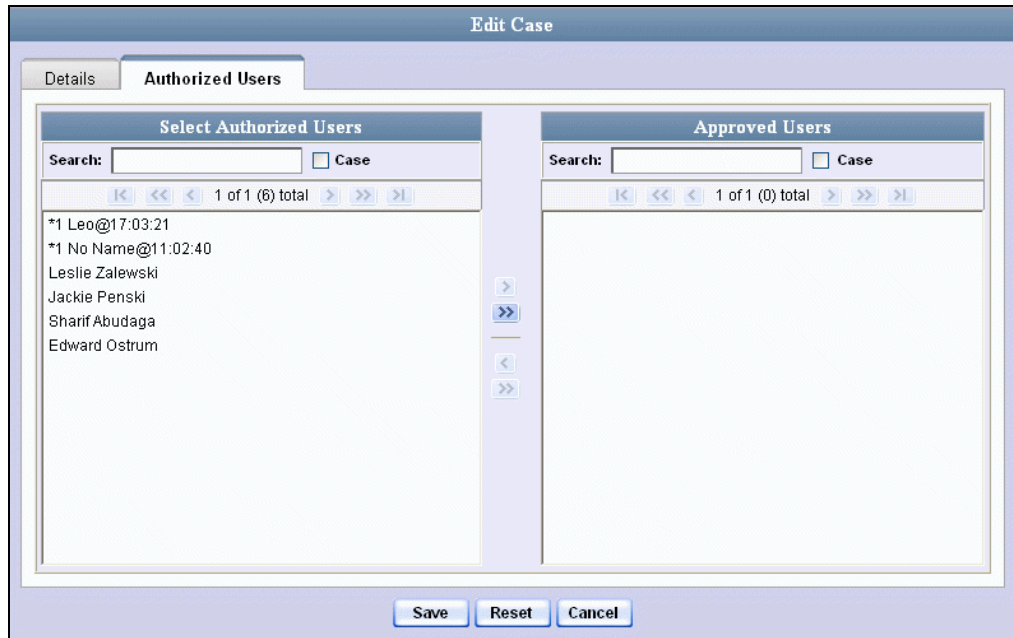 Edit Case
Details
Authorized Users
Select Authorized Users
Search:
Case
|< << < 1 of 1 (6) total > >> >|
*1 Leo@17:03:21
*1 No Name@11:02:40
Leslie Zalewski
Jackie Penski
Sharif Abudaga
Edward Ostrum
>
>>
<
>>
Approved Users
Search:
Case
|< << < 1 of 1 (0) total > >> >|
Save
Reset
Cancel